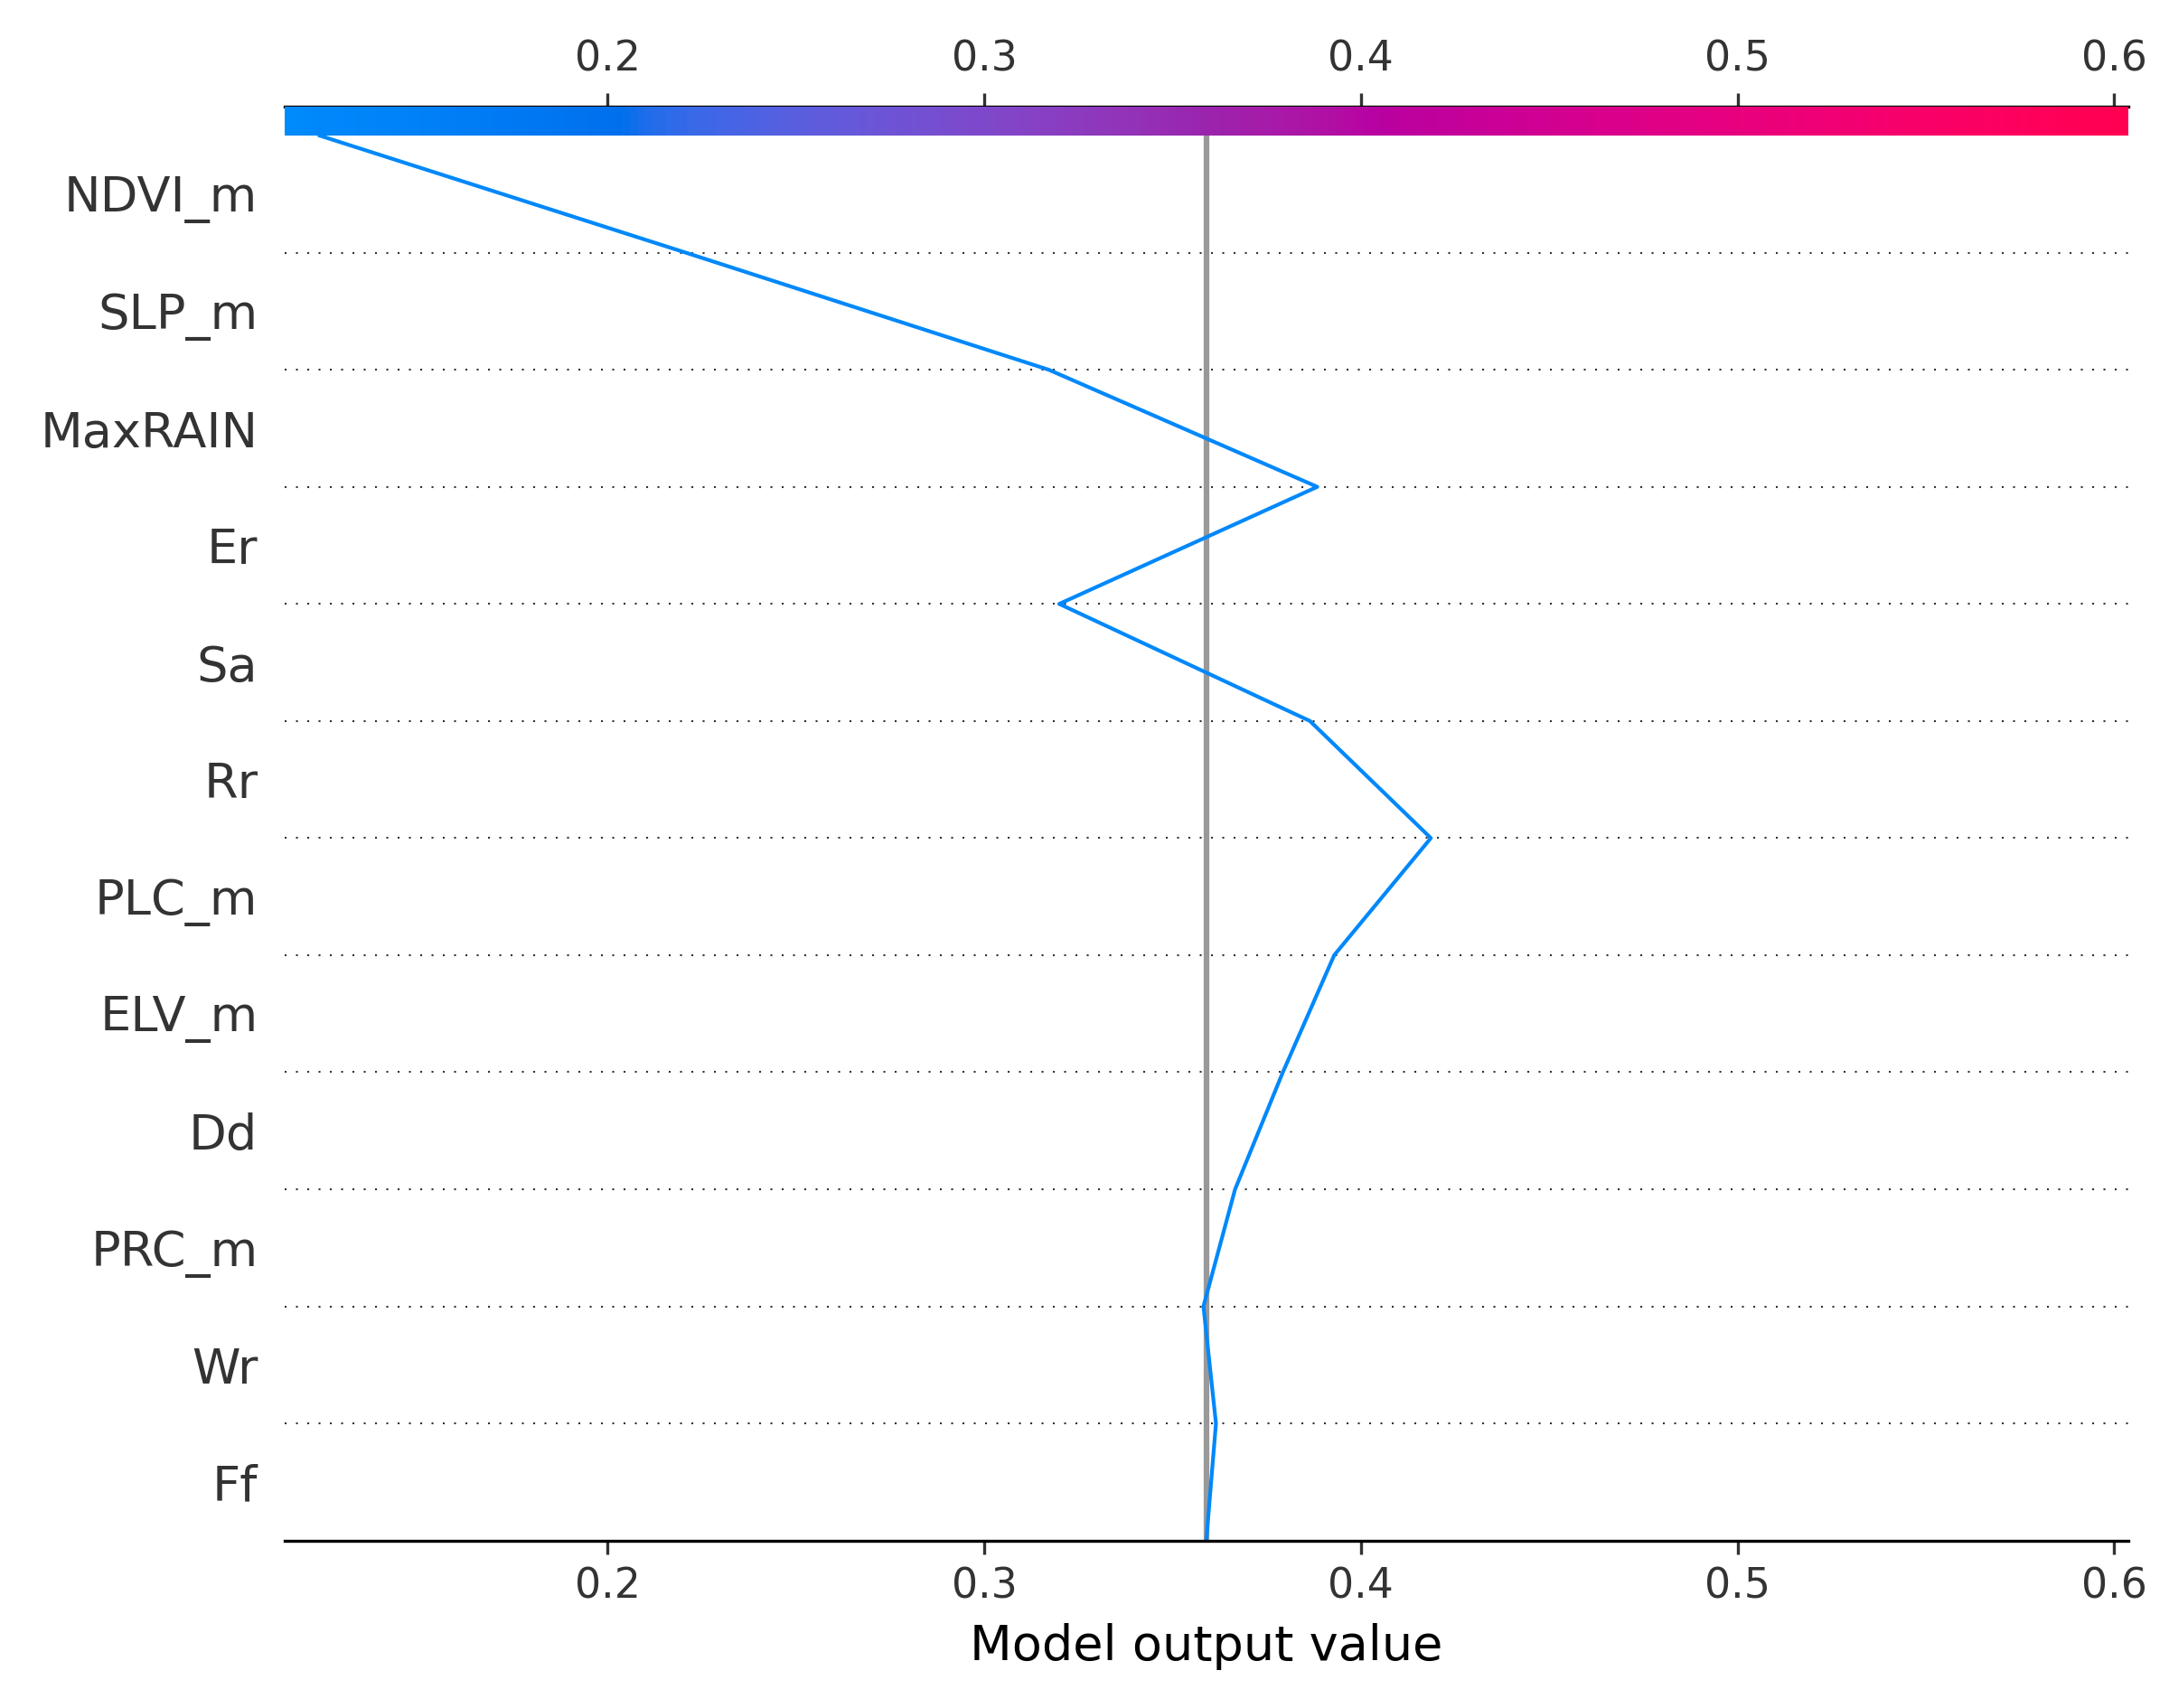 0.2 0.3 0.4 0.5 0.6
NDVI_m
SLP_m
MaxRAIN
Er
Sa
Rr
PLC_m
ELV_m
Dd
PRC_m
Wr
Ff
0.2 0.3 0.4 0.5 0.6
Model output value